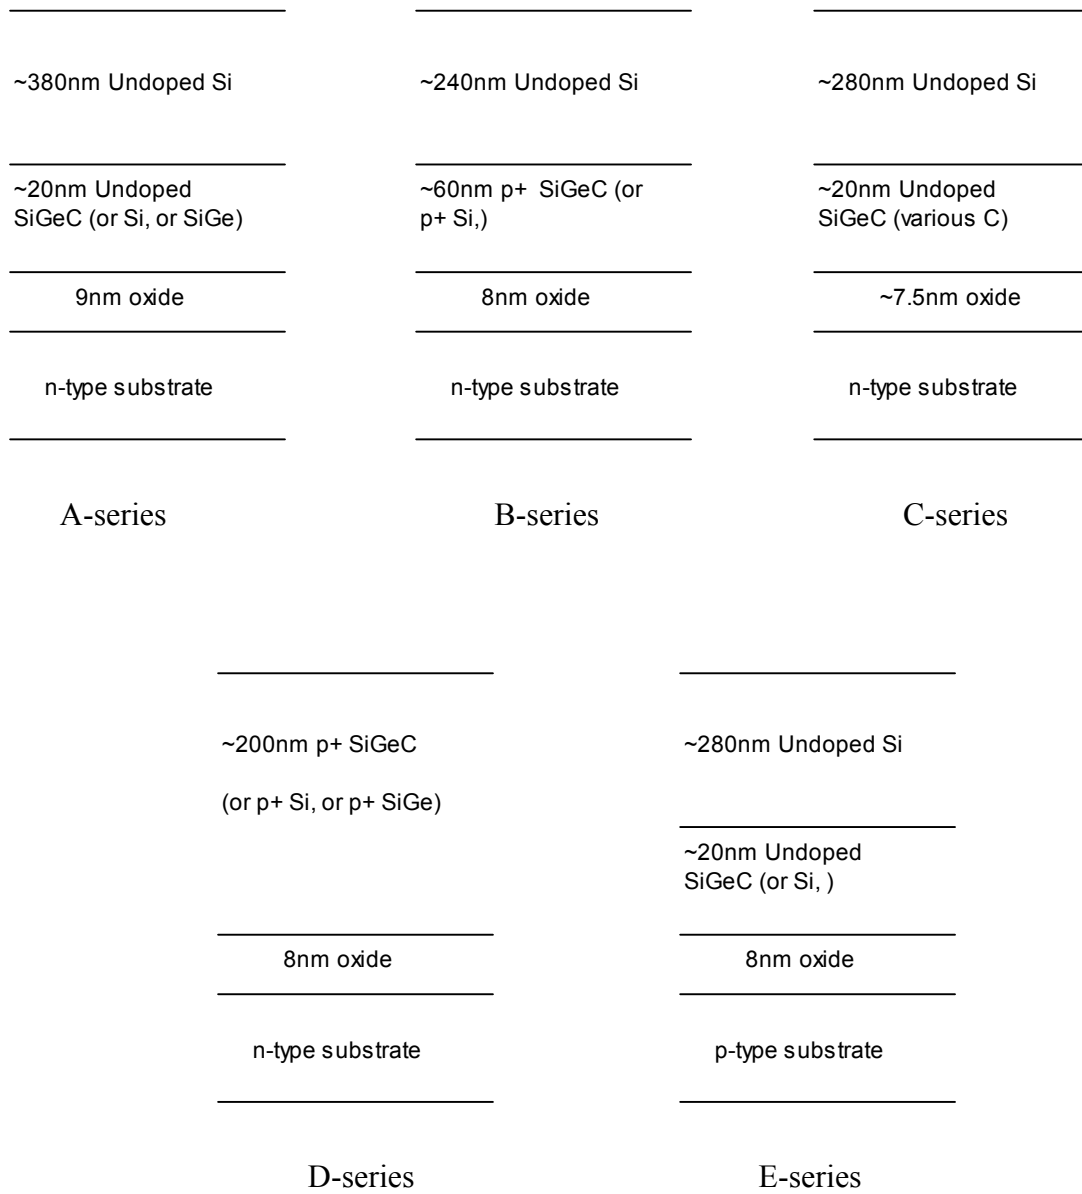 ~380nm Undoped Si
~20nm Undoped
SiGeC (or Si, or SiGe)
9nm oxide
n-type substrate
A-series
~240nm Undoped Si
~60nm p+  SiGeC (or
p+ Si,)
8nm oxide
n-type substrate
B-series
~280nm Undoped Si
~20nm Undoped
SiGeC (various C)
~7.5nm oxide
n-type substrate
C-series
~200nm p+ SiGeC
(or p+ Si, or p+ SiGe)
8nm oxide
n-type substrate
D-series
~280nm Undoped Si
~20nm Undoped
SiGeC (or Si, )
8nm oxide
p-type substrate
E-series